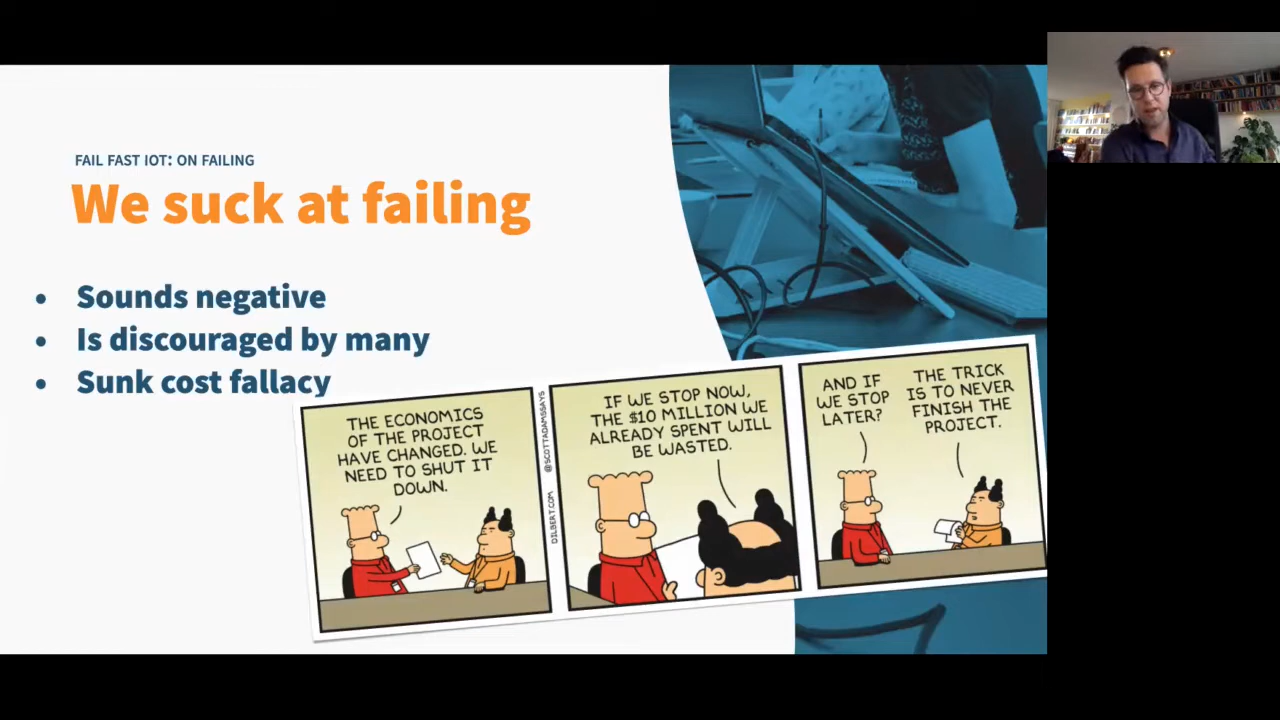 FAIL FAST IOT: ON FAILING
We suck at failing
• Sounds negative
• Is discouraged by many
• Sunk cost fallacy
THE ECONOMICS
OF THE PROJECT
HAVE CHANGED. WE
NEED TO SHUT IT
DOWN.
DILBERT.COM @SCOTTADAMSSAYS
IF WE STOP NOW,
THE $10 MILLION WE
ALREADY SPENT WILL
BE WASTED.
AND IF
WE STOP
LATER?
THE TRICK
IS TO NEVER
FINISH THE
PROJECT.